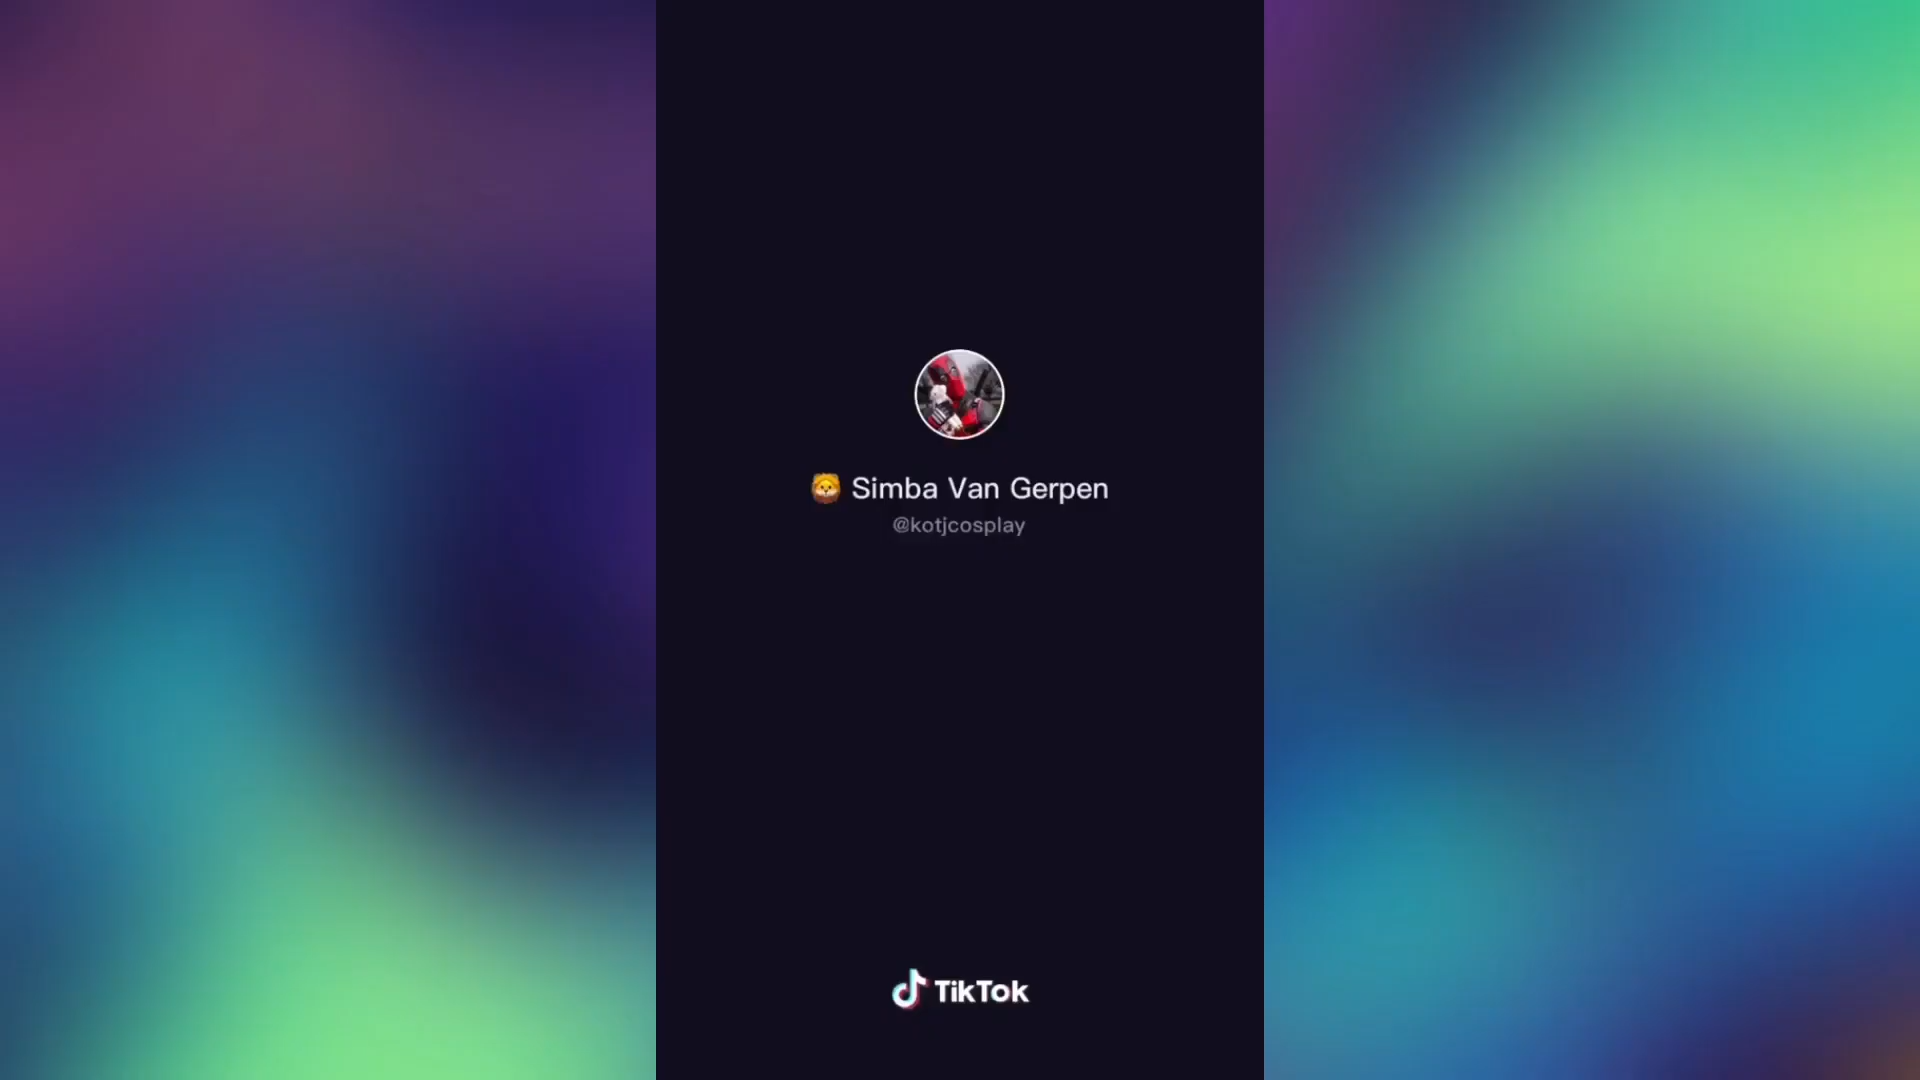 🦁 Simba Van Gerpen
@kotjcosplay
TikTok